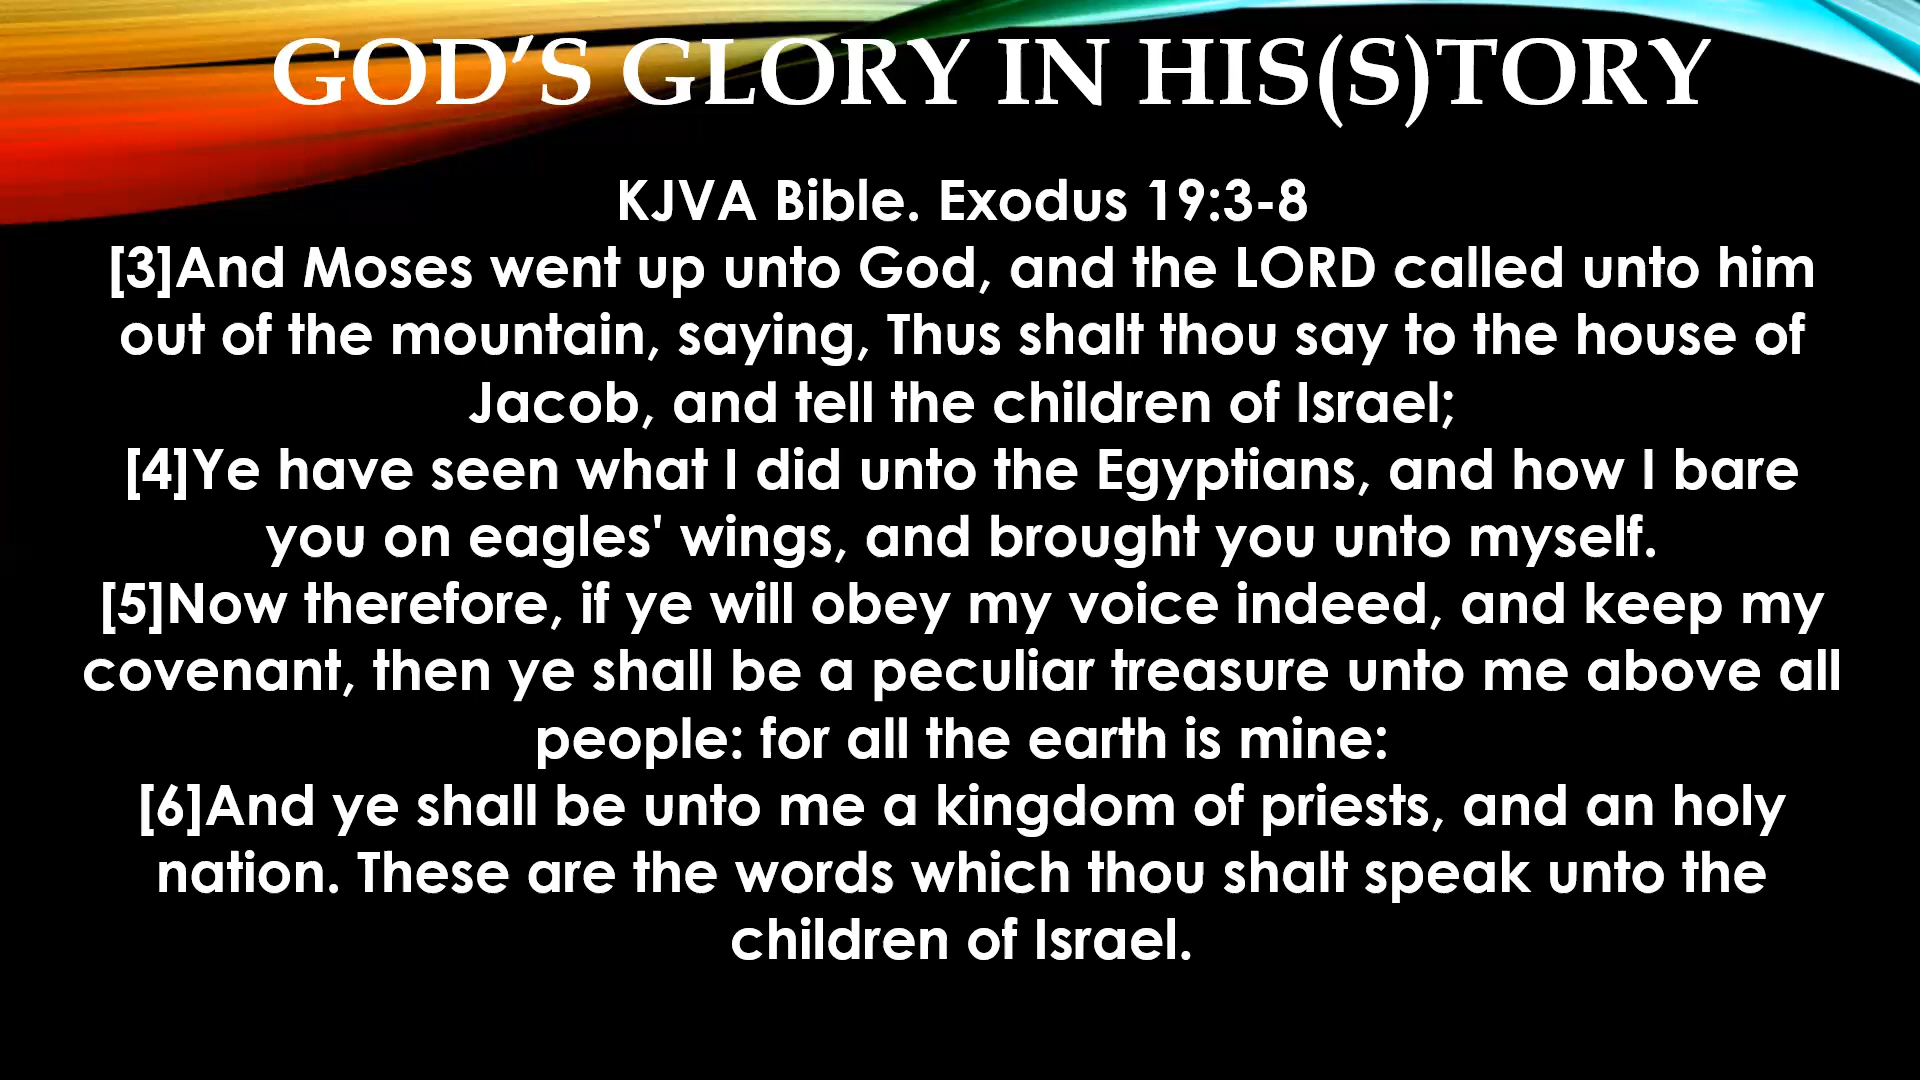 GOD’S GLORY IN HIS(S)TORY
KJVA Bible. Exodus 19:3-8
[3]And Moses went up unto God, and the LORD called unto him
out of the mountain, saying, Thus shalt thou say to the house of
Jacob, and tell the children of Israel;
[4]Ye have seen what I did unto the Egyptians, and how I bare
you on eagles' wings, and brought you unto myself.
[5]Now therefore, if ye will obey my voice indeed, and keep my
covenant, then ye shall be a peculiar treasure unto me above all
people: for all the earth is mine:
[6]And ye shall be unto me a kingdom of priests, and an holy
nation. These are the words which thou shalt speak unto the
children of Israel.